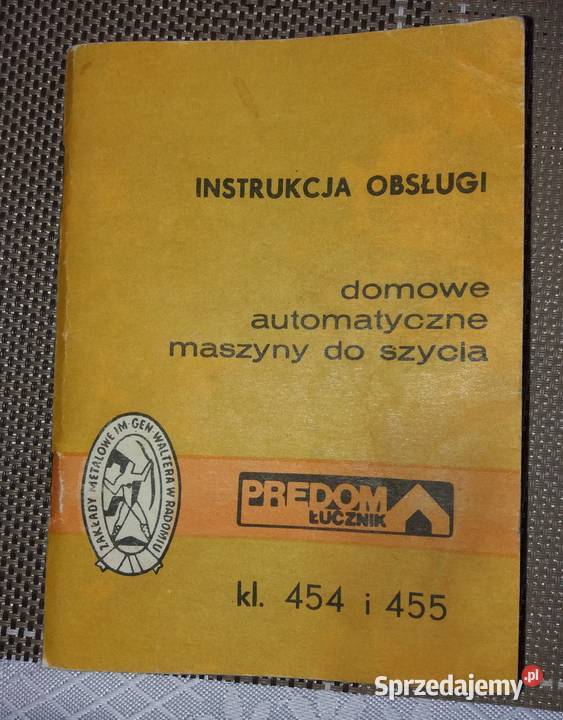 INSTRUKCJA OBSŁUGI
domowe
automatyczne
maszyny do szycia
ZAKŁADY METALOWE IM. GEN. WALTERA W RADOMIU
PREDOM
ŁUCZNIK
kl. 454 i 455
Sprzedajemy.pl